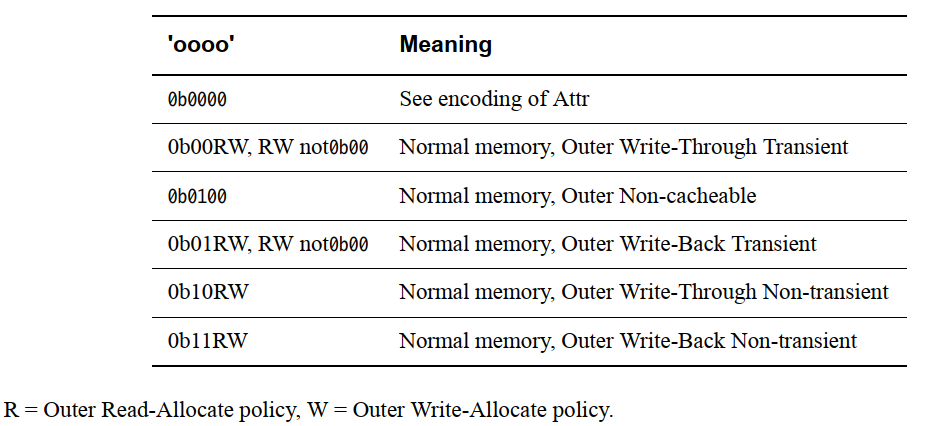 'oooo' Meaning
0b0000 See encoding of Attr
0b00RW, RW not0b00 Normal memory, Outer Write-Through Transient
0b0100 Normal memory, Outer Non-cacheable
0b01RW, RW not0b00 Normal memory, Outer Write-Back Transient
0b10RW Normal memory, Outer Write-Through Non-transient
0b11RW Normal memory, Outer Write-Back Non-transient
R = Outer Read-Allocate policy, W = Outer Write-Allocate policy.